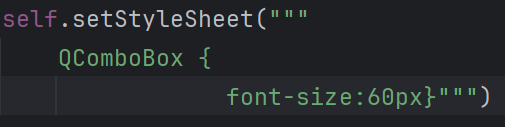 self.setStyleSheet("""
QComboBox {
font-size:60px}""")